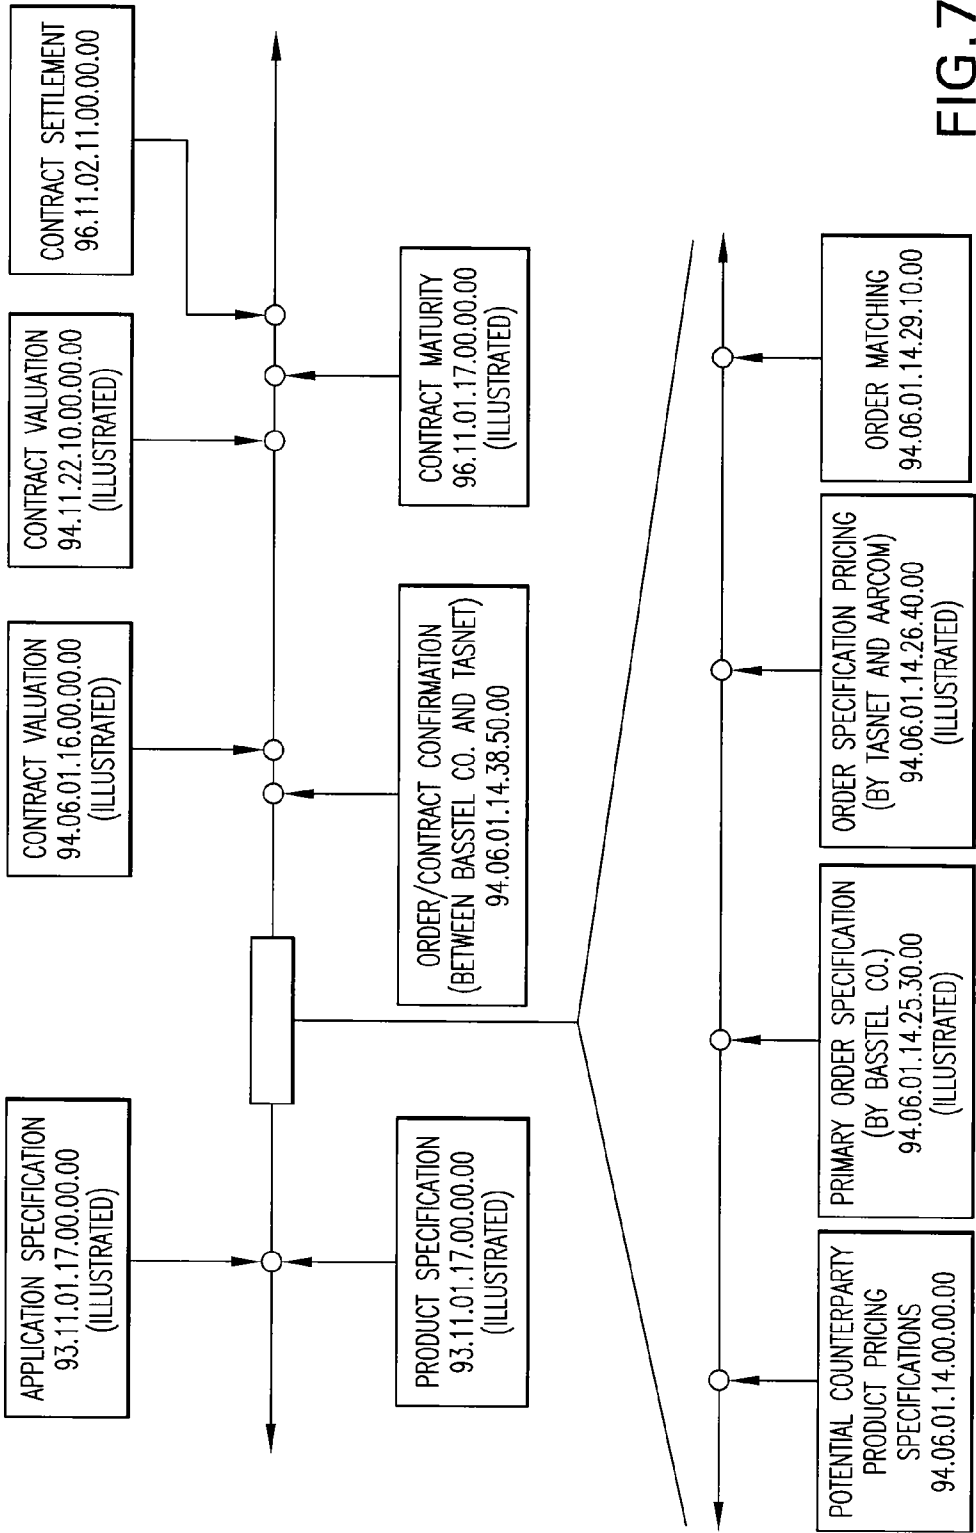 APPLICATION SPECIFICATION
93.11.01.17.00.00.00
(ILLUSTRATED)
CONTRACT VALUATION
94.06.01.16.00.00.00
(ILLUSTRATED)
CONTRACT VALUATION
94.11.22.10.00.00.00
(ILLUSTRATED)
CONTRACT SETTLEMENT
96.11.02.11.00.00.00
PRODUCT SPECIFICATION
93.11.01.17.00.00.00
(ILLUSTRATED)
ORDER/CONTRACT CONFIRMATION
(BETWEEN BASSTEL CO. AND TASNET)
94.06.01.14.38.50.00
CONTRACT MATURITY
96.11.01.17.00.00.00
(ILLUSTRATED)
POTENTIAL COUNTERPARTY
PRODUCT PRICING
SPECIFICATIONS
94.06.01.14.00.00.00
PRIMARY ORDER SPECIFICATION
(BY BASSTEL CO.)
94.06.01.14.25.30.00
(ILLUSTRATED)
ORDER SPECIFICATION PRICING
(BY TASNET AND AARCOM)
94.06.01.14.26.40.00
(ILLUSTRATED)
ORDER MATCHING
94.06.01.14.29.10.00
FIG.7